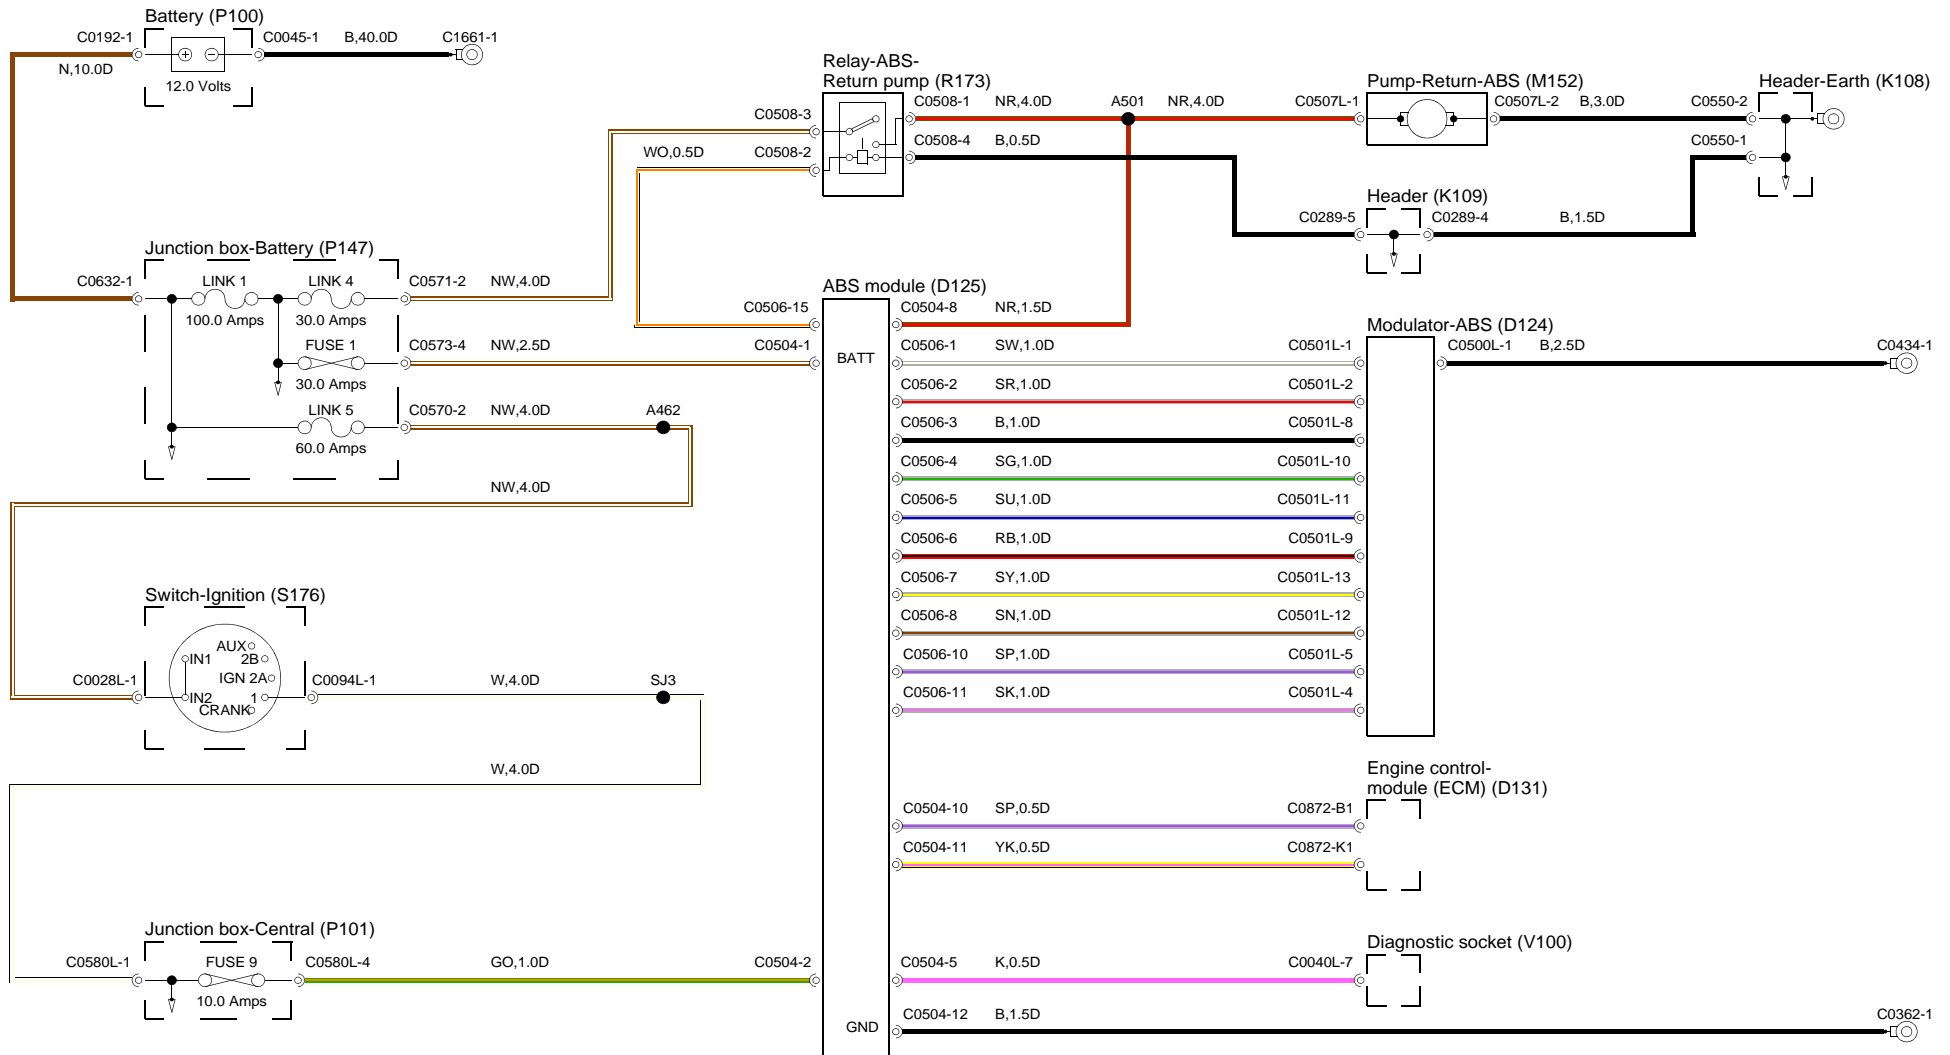 Battery (P100)
C0192-1
C0045-1
B,40.0D
C1661-1
N,10.0D
12.0 Volts
Relay-ABS-
Return pump (R173)
C0508-3
C0508-1
NR,4.0D
A501
NR,4.0D
C0507L-1
Pump-Return-ABS (M152)
C0507L-2
B,3.0D
C0550-2
Header-Earth (K108)
WO,0.5D
C0508-2
C0508-4
B,0.5D
C0550-1
Header (K109)
C0289-5
C0289-4
B,1.5D
Junction box-Battery (P147)
C0632-1
LINK 1
100.0 Amps
LINK 4
30.0 Amps
C0571-2
NW,4.0D
FUSE 1
30.0 Amps
C0573-4
NW,2.5D
LINK 5
60.0 Amps
C0570-2
NW,4.0D
A462
NW,4.0D
ABS module (D125)
C0506-15
C0504-8
NR,1.5D
C0504-1
BATT
C0506-1
SW,1.0D
C0501L-1
Modulator-ABS (D124)
C0500L-1
B,2.5D
C0434-1
C0506-2
SR,1.0D
C0501L-2
C0506-3
B,1.0D
C0501L-8
C0506-4
SG,1.0D
C0501L-10
C0506-5
SU,1.0D
C0501L-11
C0506-6
RB,1.0D
C0501L-9
C0506-7
SY,1.0D
C0501L-13
C0506-8
SN,1.0D
C0501L-12
C0506-10
SP,1.0D
C0501L-5
C0506-11
SK,1.0D
C0501L-4
Switch-Ignition (S176)
AUX
IN1
2B
IGN 2A
IN2
1
CRANK
C0028L-1
C0094L-1
W,4.0D
SJ3
W,4.0D
Engine control-
module (ECM) (D131)
C0504-10
SP,0.5D
C0872-B1
C0504-11
YK,0.5D
C0872-K1
Junction box-Central (P101)
C0580L-1
FUSE 9
10.0 Amps
C0580L-4
GO,1.0D
C0504-2
C0504-5
K,0.5D
C0040L-7
Diagnostic socket (V100)
GND
C0504-12
B,1.5D
C0362-1